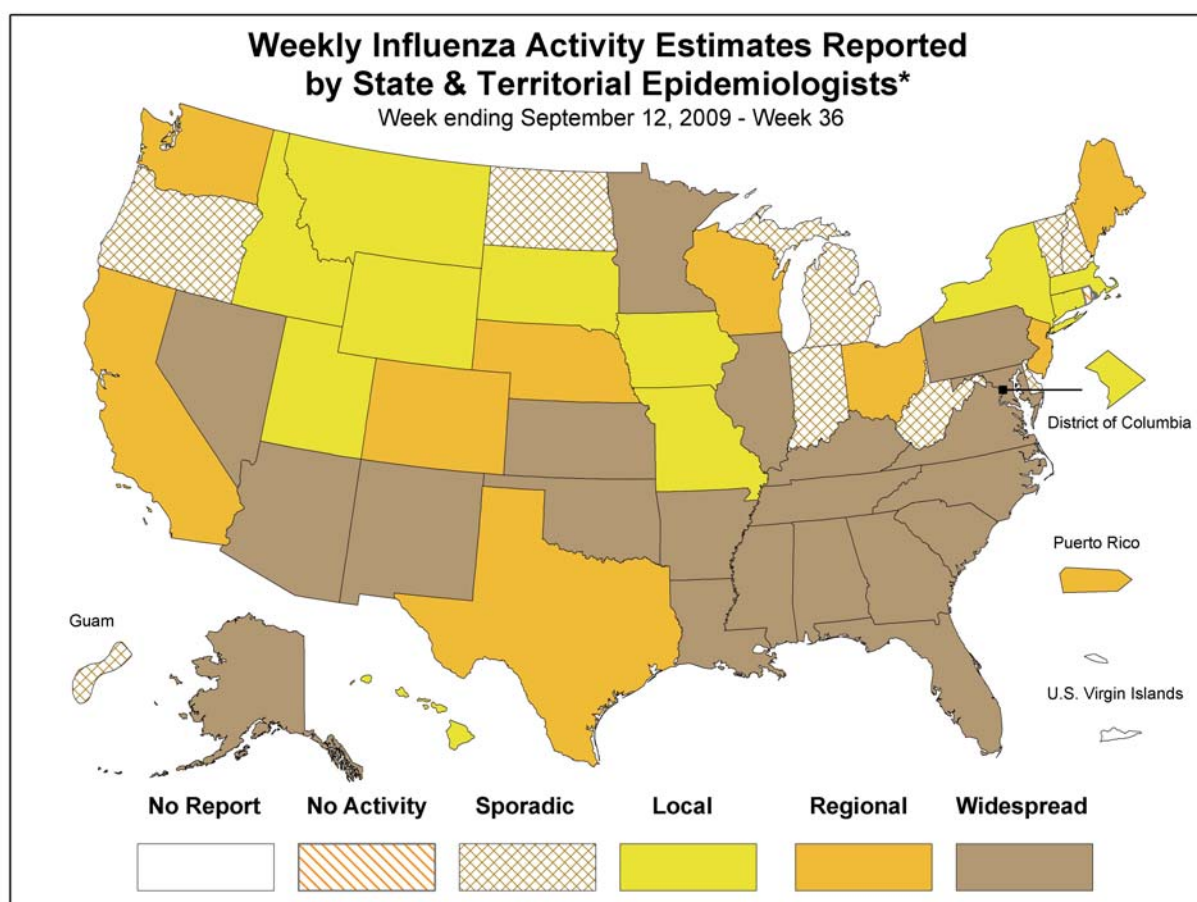 Weekly Influenza Activity Estimates Reported
by State & Territorial Epidemiologists*
Week ending September 12, 2009 - Week 36
District of Columbia
Puerto Rico
Guam
U.S. Virgin Islands
No Report
No Activity
Sporadic
Local
Regional
Widespread